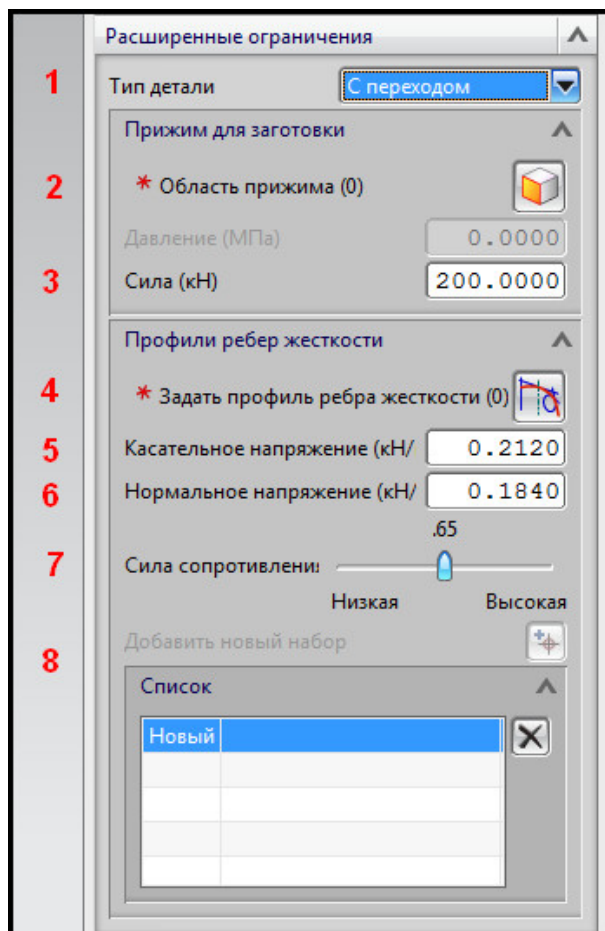 Расширенные ограничения
1 Тип детали С переходом
Прижим для заготовки
2 * Область прижима (0)
Давление (МПа) 0.0000
3 Сила (кН) 200.0000
Профили ребер жесткости
4 * Задать профиль ребра жесткости (0)
5 Касательное напряжение (кН/ 0.2120
6 Нормальное напряжение (кН/ 0.1840
.65
7 Сила сопротивлени
Низкая Высокая
8 Добавить новый набор
Список
Новый